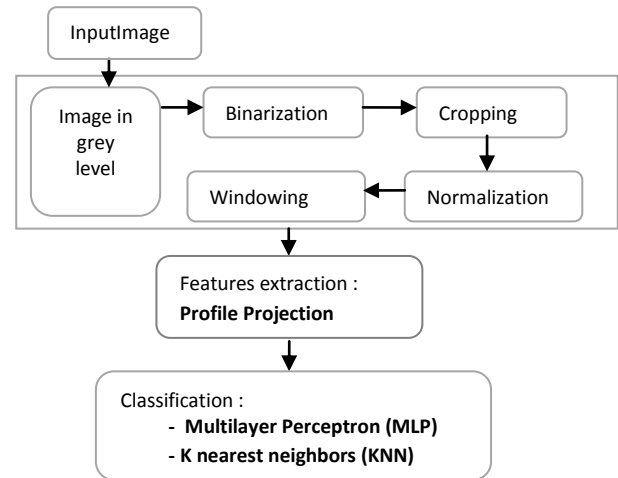 InputImage
Image in
grey
level
Binarization
Cropping
Normalization
Windowing
Features extraction :
Profile Projection
Classification :
- Multilayer Perceptron (MLP)
- K nearest neighbors (KNN)